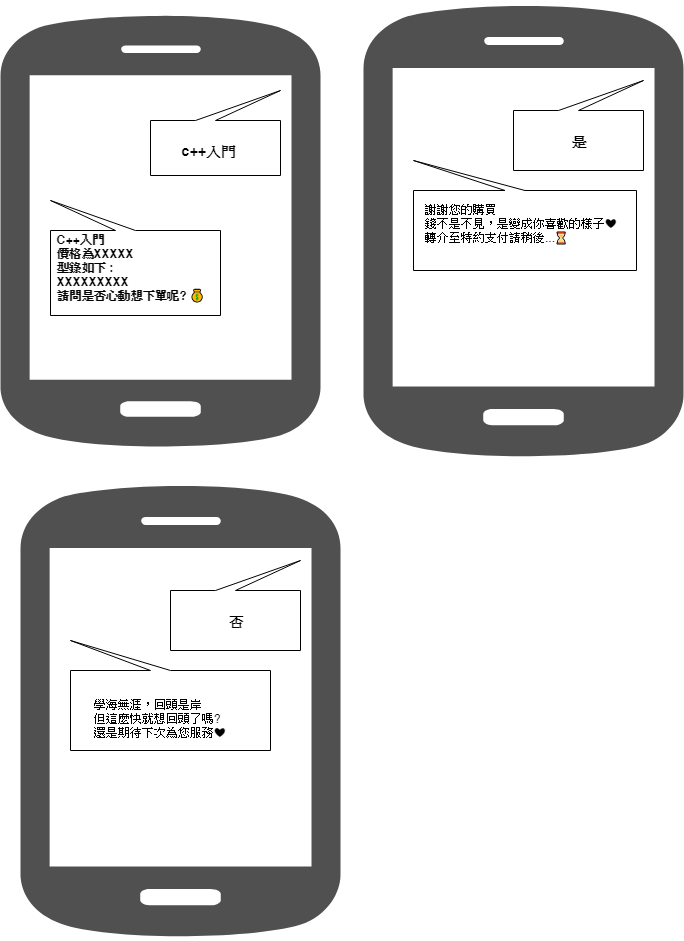 c++入門
C++入門
價格為XXXXX
型錄如下：
XXXXXXXXX
請問是否心動想下單呢? 💰
是
謝謝您的購買
錢不是不見，是變成你喜歡的樣子♥
轉介至特約支付請稍後...⏳
否
學海無涯，回頭是岸
但這麼快就想回頭了嗎?
還是期待下次為您服務♥